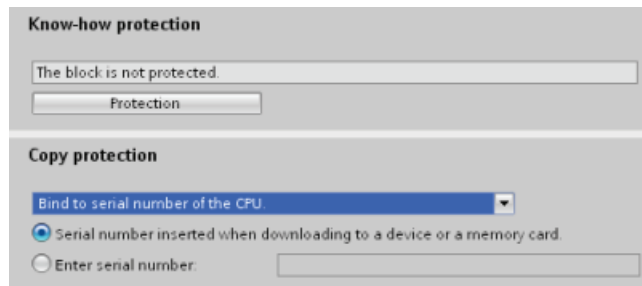 Know-how protection
The block is not protected.
Protection
Copy protection
Bind to serial number of the CPU.
Serial number inserted when downloading to a device or a memory card.
Enter serial number: